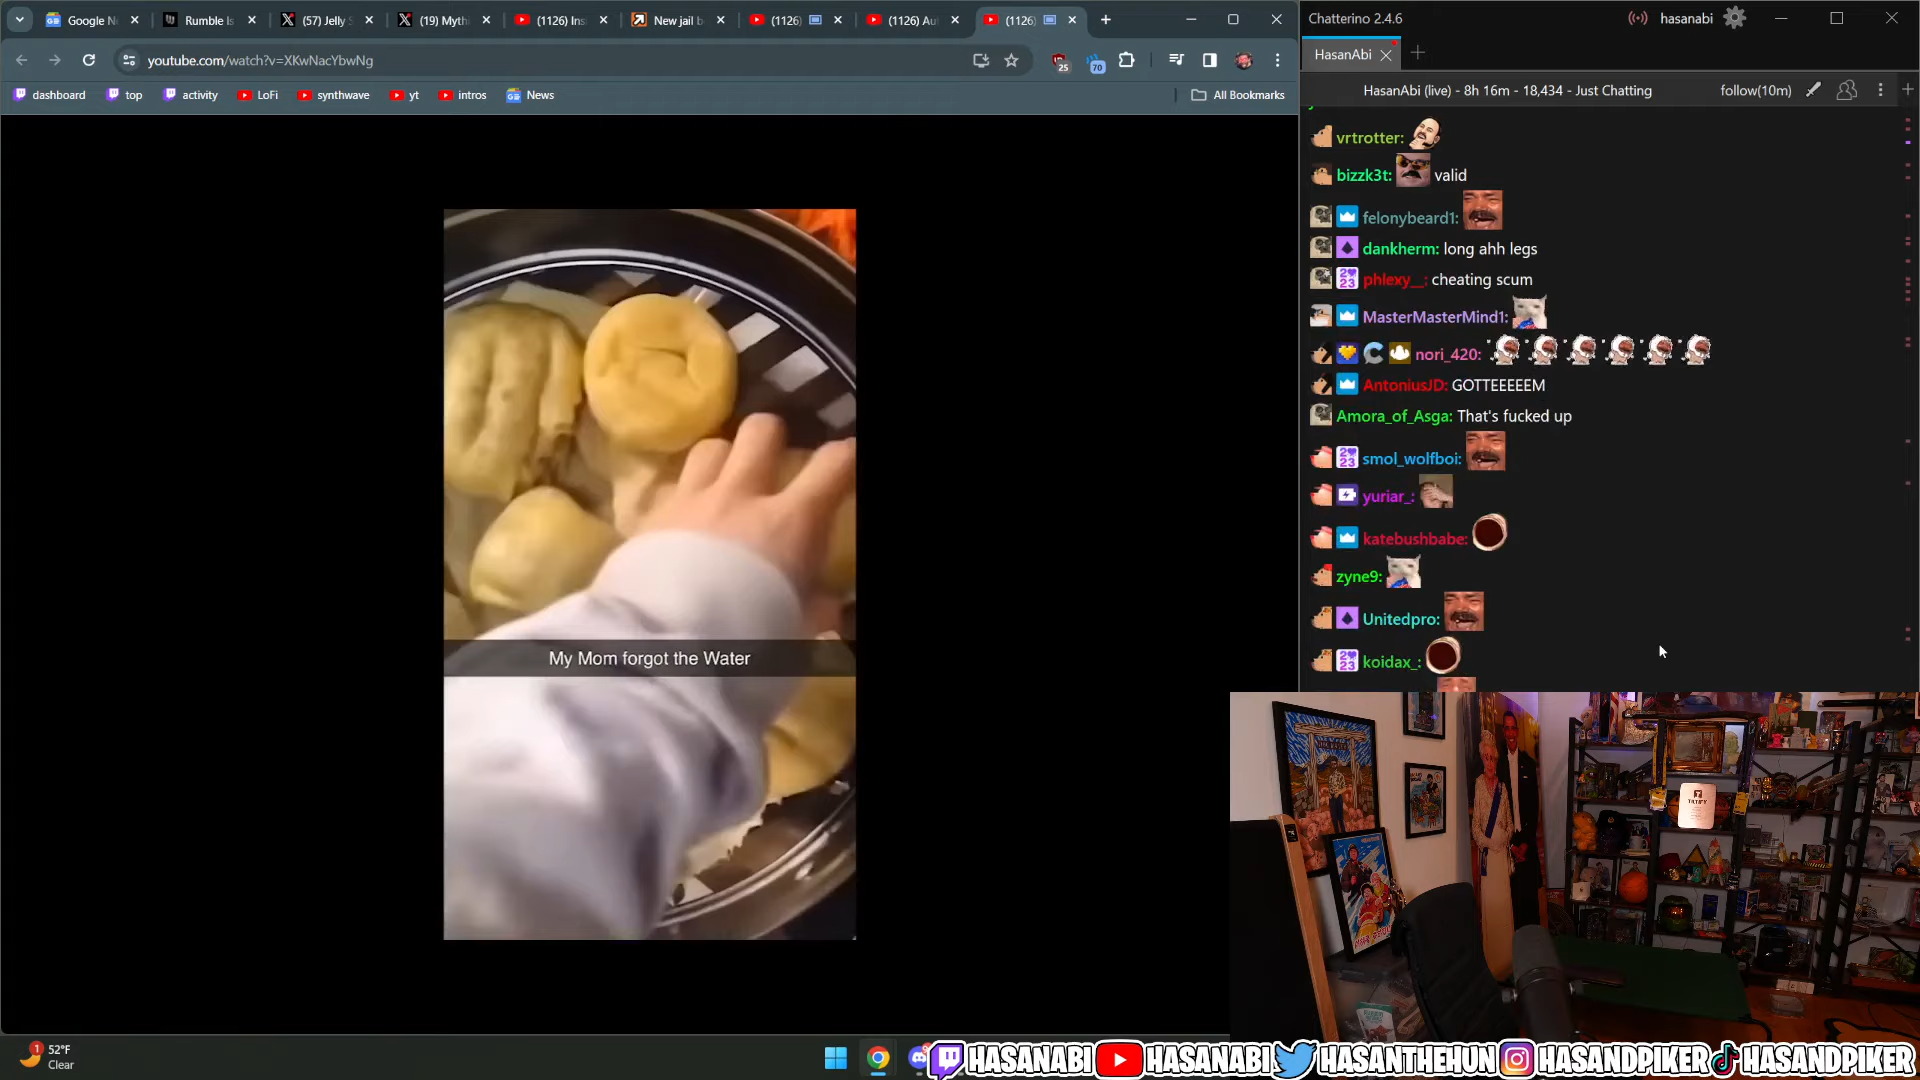 Google Ne
Rumble Is
(57) Jelly S
(19) Myth
(1126) Ins
New jail b
(1126)
(1126) Au
(1126)
youtube.com/watch?v=XKwNacYbwNg
25
70
dashboard
top
activity
LoFi
synthwave
yt
intros
News
All Bookmarks
My Mom forgot the Water
Chatterino 2.4.6
hasanabi
HasanAbi
HasanAbi (live) - 8h 16m - 18,434 - Just Chatting
follow(10m)
vrtrotter:
bizzk3t: valid
felonybeard1:
dankherm: long ahh legs
phlexy__: cheating scum
MasterMasterMind1:
nori_420:
AntoniusJD: GOTTEEEEEM
Amora_of_Asga: That's fucked up
smol_wolfboi:
yuriar_:
katebushbabe:
zyne9:
Unitedpro:
koidax_:
1
52°F
Clear
HASANABI
HASANABI
HASANTHEHUN
HASANDPIKER
HASANDPIKER